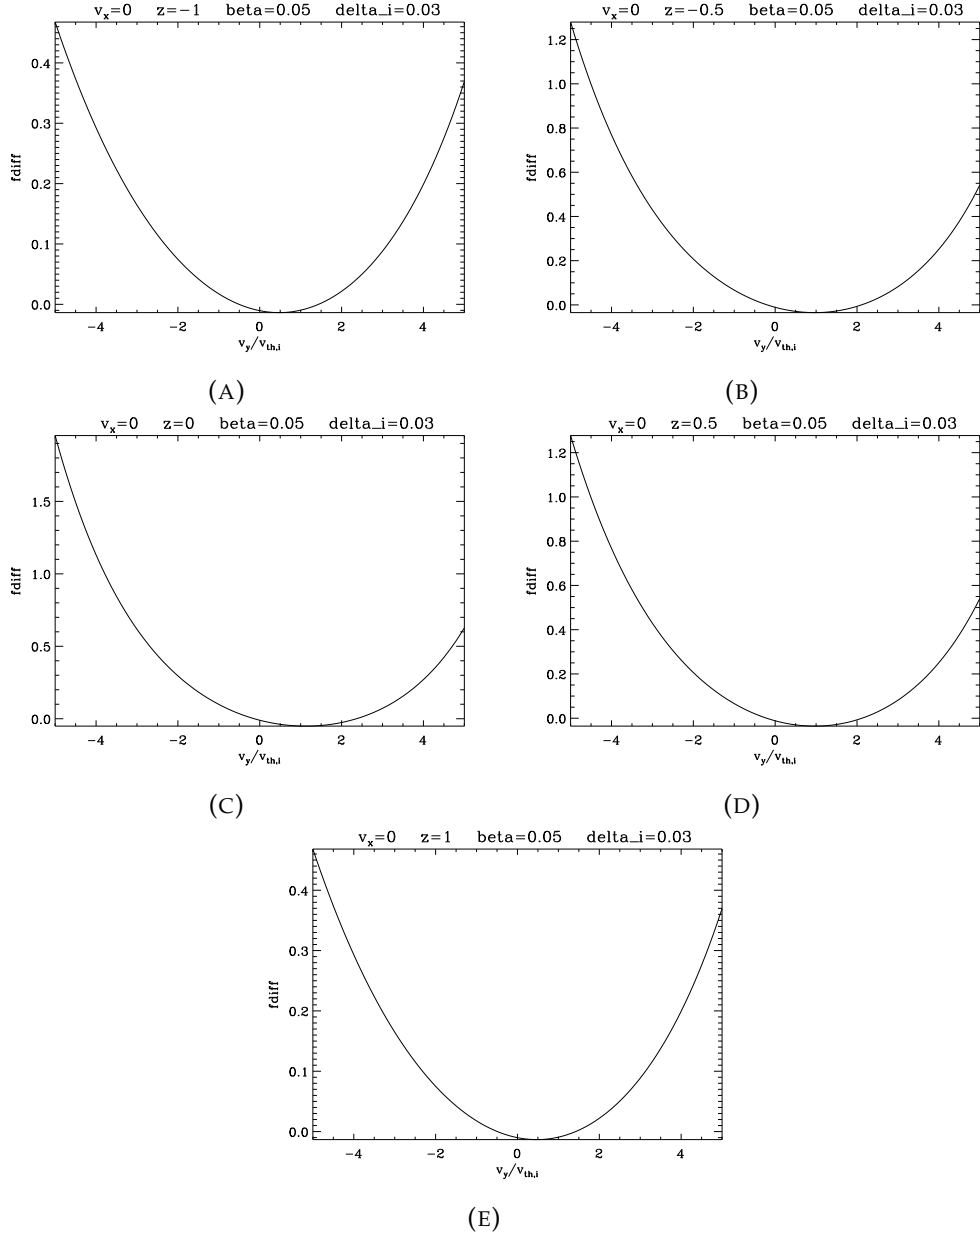 v_x=0 z=−1 beta=0.05 delta_i=0.03
fdiff
0.4
0.3
0.2
0.1
0.0
−4 −2 0 2 4
v_y/v_th,i
(A)
v_x=0 z=−0.5 beta=0.05 delta_i=0.03
fdiff
1.2
1.0
0.8
0.6
0.4
0.2
0.0
−4 −2 0 2 4
v_y/v_th,i
(B)
v_x=0 z=0 beta=0.05 delta_i=0.03
fdiff
1.5
1.0
0.5
0.0
−4 −2 0 2 4
v_y/v_th,i
(C)
v_x=0 z=0.5 beta=0.05 delta_i=0.03
fdiff
1.2
1.0
0.8
0.6
0.4
0.2
0.0
−4 −2 0 2 4
v_y/v_th,i
(D)
v_x=0 z=1 beta=0.05 delta_i=0.03
fdiff
0.4
0.3
0.2
0.1
0.0
−4 −2 0 2 4
v_y/v_th,i
(E)